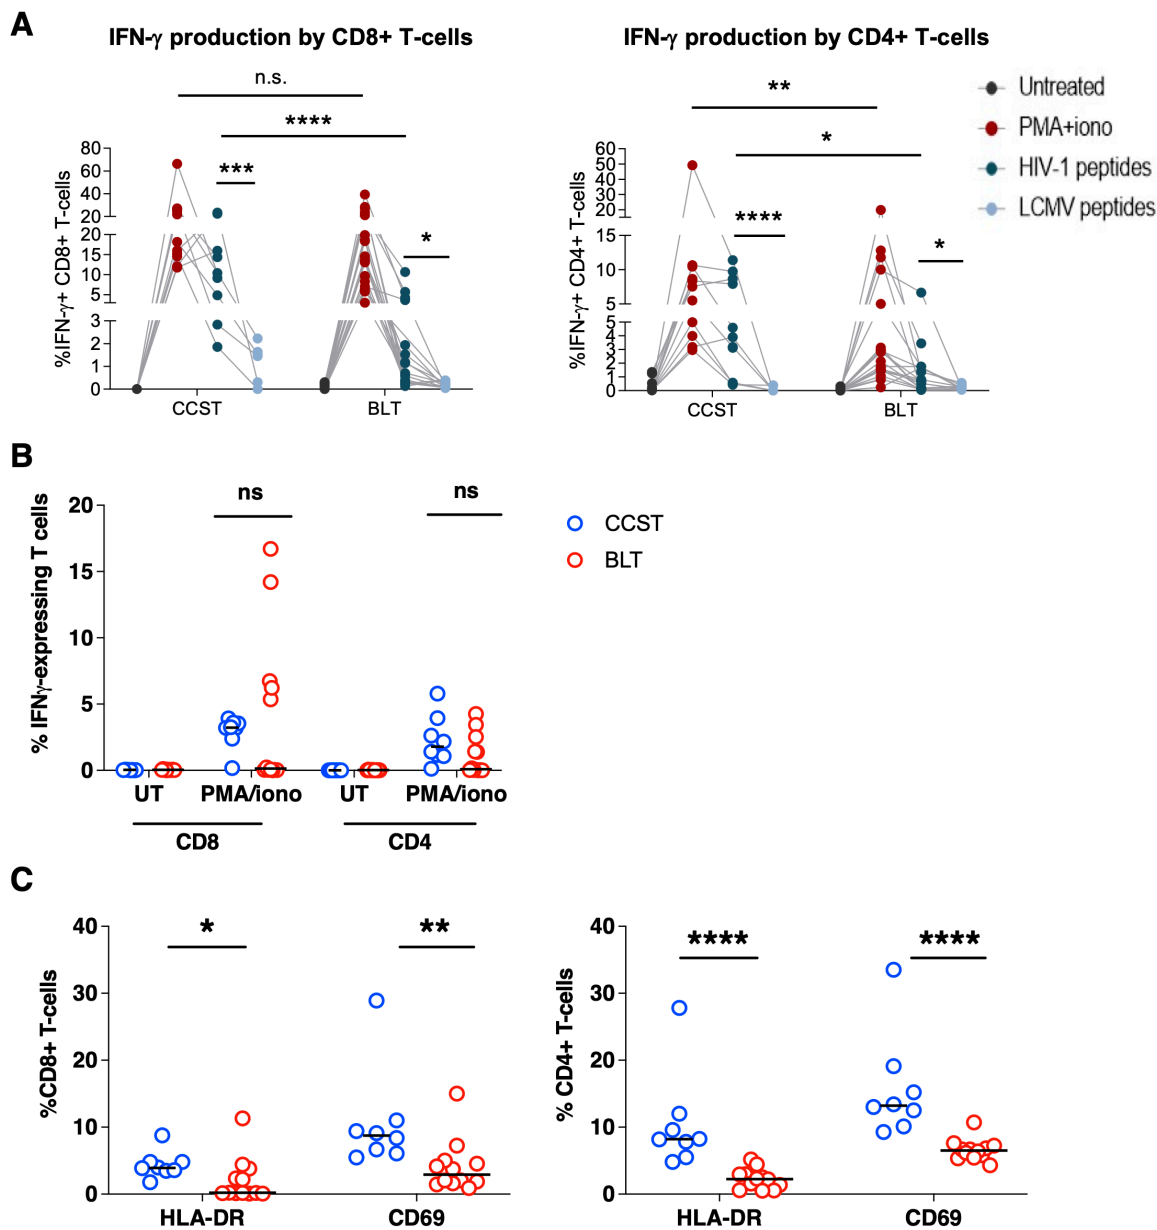 A
IFN-γ production by CD8+ T-cells
IFN-γ production by CD4+ T-cells
n.s.
****
***
*
%IFN-γ+ CD8+ T-cells
80
60
40
20
20
15
10
5
3
2
1
0
CCST
BLT
**
*
****
*
%IFN-γ+ CD4+ T-cells
60
50
40
30
20
15
10
5
5
4
3
2
1
0
CCST
BLT
Untreated
PMA+iono
HIV-1 peptides
LCMV peptides
B
% IFNγ-expressing T cells
20
15
10
5
0
ns
ns
UT
PMA/iono
UT
PMA/iono
CD8
CD4
CCST
BLT
C
%CD8+ T-cells
40
30
20
10
0
*
**
HLA-DR
CD69
% CD4+ T-cells
40
30
20
10
0
****
****
HLA-DR
CD69